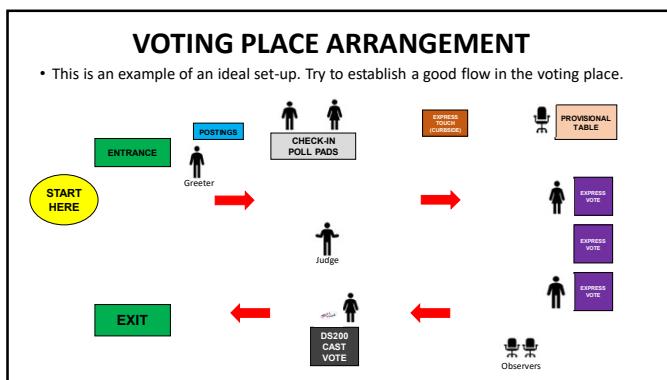 VOTING PLACE ARRANGEMENT
• This is an example of an ideal set-up. Try to establish a good flow in the voting place.
START
HERE
ENTRANCE
POSTINGS
Greeter
CHECK-IN
POLL PADS
EXPRESS
TOUCH
(CURBSIDE)
PROVISIONAL
TABLE
EXPRESS
VOTE
EXPRESS
VOTE
EXPRESS
VOTE
Judge
Observers
DS200
CAST
VOTE
EXIT